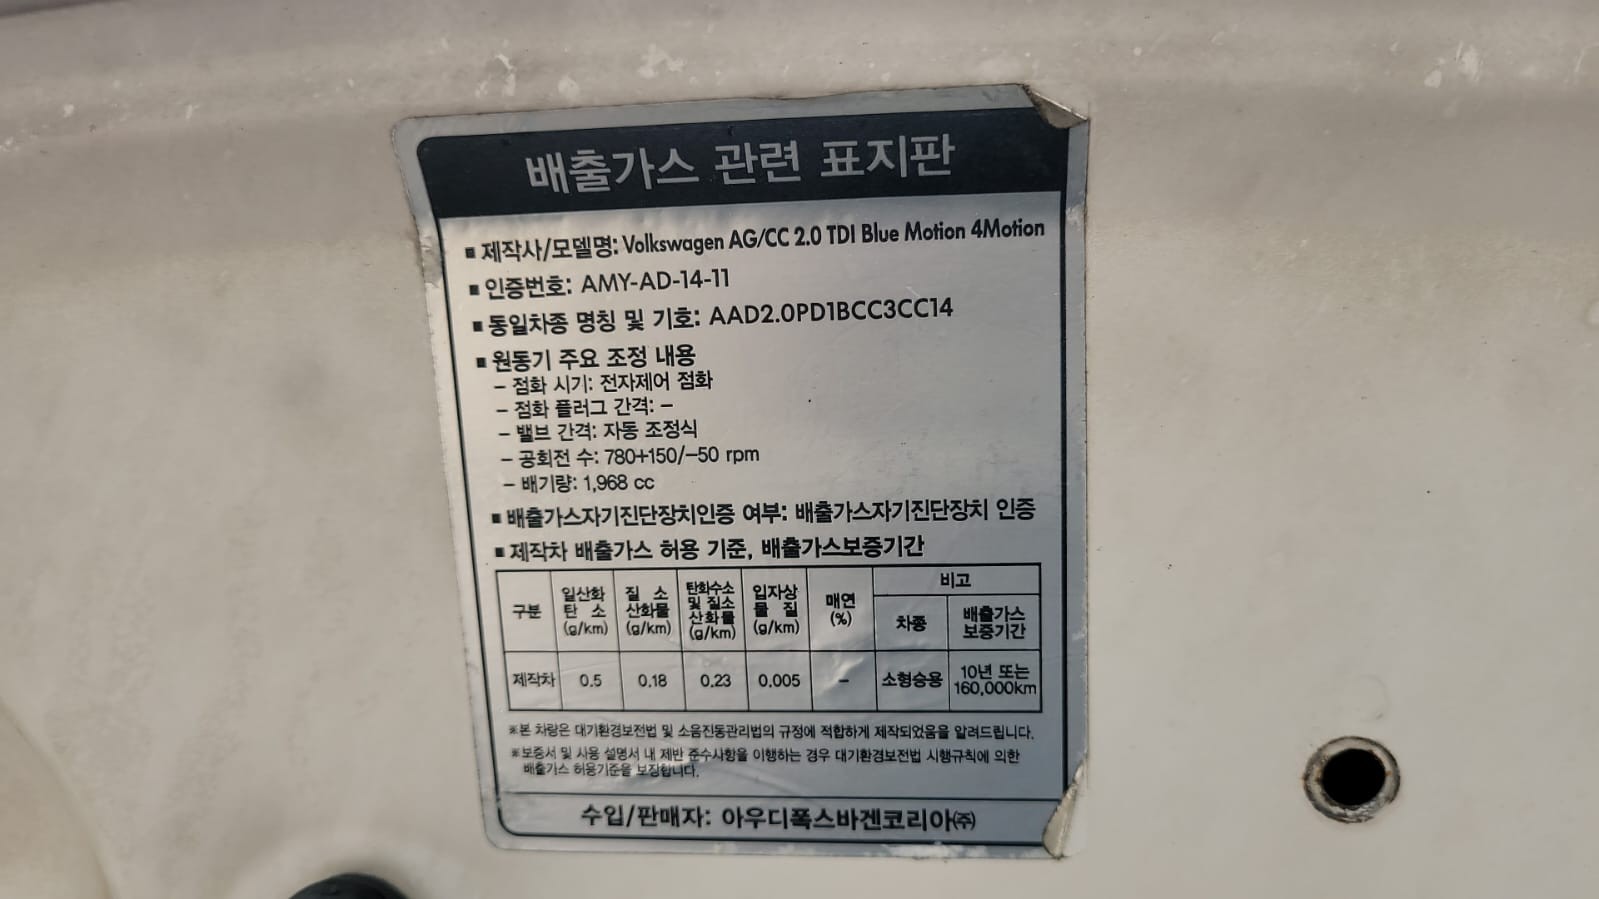 배출가스 관련 표지판
■ 제작사/모델명: Volkswagen AG/CC 2.0 TDI Blue Motion 4Motion
■ 인증번호: AMY-AD-14-11
■ 동일차종 명칭 및 기호: AAD2.0PD1BCC3CC14
■ 원동기 주요 조정 내용
– 점화 시기: 전자제어 점화
– 점화 플러그 간격: –
– 밸브 간격: 자동 조정식
– 공회전 수: 780+150/–50 rpm
– 배기량: 1,968 cc
■ 배출가스자기진단장치인증 여부: 배출가스자기진단장치 인증
■ 제작차 배출가스 허용 기준, 배출가스보증기간
구분 일산화 탄 소 (g/km) 질 소 산화물 (g/km) 탄화수소 및 질소 산화물 (g/km) 입자상 물 질 (g/km) 매연 (%) 비고
차종 배출가스 보증기간
제작차 0.5 0.18 0.23 0.005 – 소형승용 10년 또는 160,000km
※본 차량은 대기환경보전법 및 소음진동관리법의 규정에 적합하게 제작되었음을 알려드립니다.
※보증서 및 사용 설명서 내 제반 준수사항을 이행하는 경우 대기환경보전법 시행규칙에 의한
배출가스 허용기준을 보장합니다.
수입/판매자: 아우디폭스바겐코리아㈜